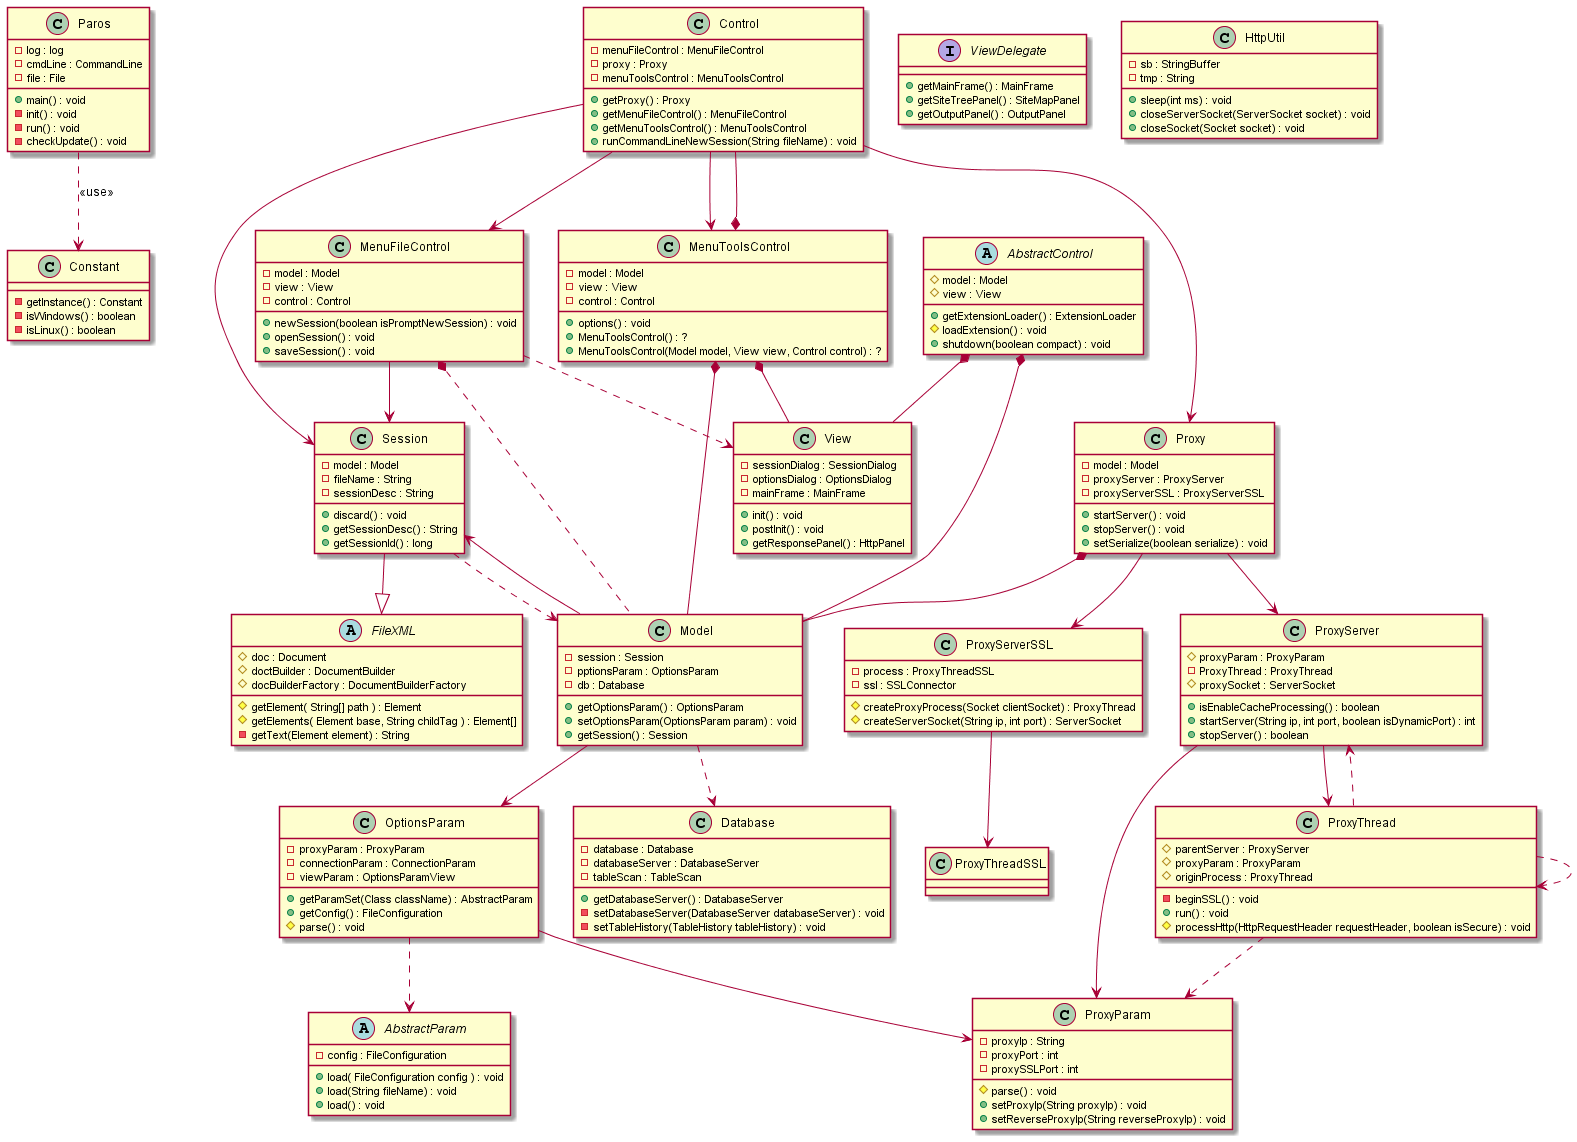 C Paros
log : log
cmdLine : CommandLine
file : File
main() : void
init() : void
run() : void
checkUpdate() : void
C Control
menuFileControl : MenuFileControl
proxy : Proxy
menuToolsControl : MenuToolsControl
getProxy() : Proxy
getMenuFileControl() : MenuFileControl
getMenuToolsControl() : MenuToolsControl
runCommandLineNewSession(String fileName) : void
I ViewDelegate
getMainFrame() : MainFrame
getSiteTreePanel() : SiteMapPanel
getOutputPanel() : OutputPanel
C HttpUtil
sb : StringBuffer
tmp : String
sleep(int ms) : void
closeServerSocket(ServerSocket socket) : void
closeSocket(Socket socket) : void
«use»
C Constant
getInstance() : Constant
isWindows() : boolean
isLinux() : boolean
C MenuFileControl
model : Model
view : View
control : Control
newSession(boolean isPromptNewSession) : void
openSession() : void
saveSession() : void
C MenuToolsControl
model : Model
view : View
control : Control
options() : void
MenuToolsControl() : ?
MenuToolsControl(Model model, View view, Control control) : ?
A AbstractControl
model : Model
view : View
getExtensionLoader() : ExtensionLoader
loadExtension() : void
shutdown(boolean compact) : void
C Session
model : Model
fileName : String
sessionDesc : String
discard() : void
getSessionDesc() : String
getSessionId() : long
C View
sessionDialog : SessionDialog
optionsDialog : OptionsDialog
mainFrame : MainFrame
init() : void
postInit() : void
getResponsePanel() : HttpPanel
C Proxy
model : Model
proxyServer : ProxyServer
proxyServerSSL : ProxyServerSSL
startServer() : void
stopServer() : void
setSerialize(boolean serialize) : void
A FileXML
doc : Document
doctBuilder : DocumentBuilder
docBuilderFactory : DocumentBuilderFactory
getElement( String[] path ) : Element
getElements( Element base, String childTag ) : Element[]
getText(Element element) : String
C Model
session : Session
pptionsParam : OptionsParam
db : Database
getOptionsParam() : OptionsParam
setOptionsParam(OptionsParam param) : void
getSession() : Session
C ProxyServerSSL
process : ProxyThreadSSL
ssl : SSLConnector
createProxyProcess(Socket clientSocket) : ProxyThread
createServerSocket(String ip, int port) : ServerSocket
C ProxyServer
proxyParam : ProxyParam
ProxyThread : ProxyThread
proxySocket : ServerSocket
isEnableCacheProcessing() : boolean
startServer(String ip, int port, boolean isDynamicPort) : int
stopServer() : boolean
C OptionsParam
proxyParam : ProxyParam
connectionParam : ConnectionParam
viewParam : OptionsParamView
getParamSet(Class className) : AbstractParam
getConfig() : FileConfiguration
parse() : void
C Database
database : Database
databaseServer : DatabaseServer
tableScan : TableScan
getDatabaseServer() : DatabaseServer
setDatabaseServer(DatabaseServer databaseServer) : void
setTableHistory(TableHistory tableHistory) : void
C ProxyThreadSSL
C ProxyThread
parentServer : ProxyServer
proxyParam : ProxyParam
originProcess : ProxyThread
beginSSL() : void
run() : void
processHttp(HttpRequestHeader requestHeader, boolean isSecure) : void
A AbstractParam
config : FileConfiguration
load( FileConfiguration config ) : void
load(String fileName) : void
load() : void
C ProxyParam
proxyIp : String
proxyPort : int
proxySSLPort : int
parse() : void
setProxyIp(String proxyIp) : void
setReverseProxyIp(String reverseProxyIp) : void